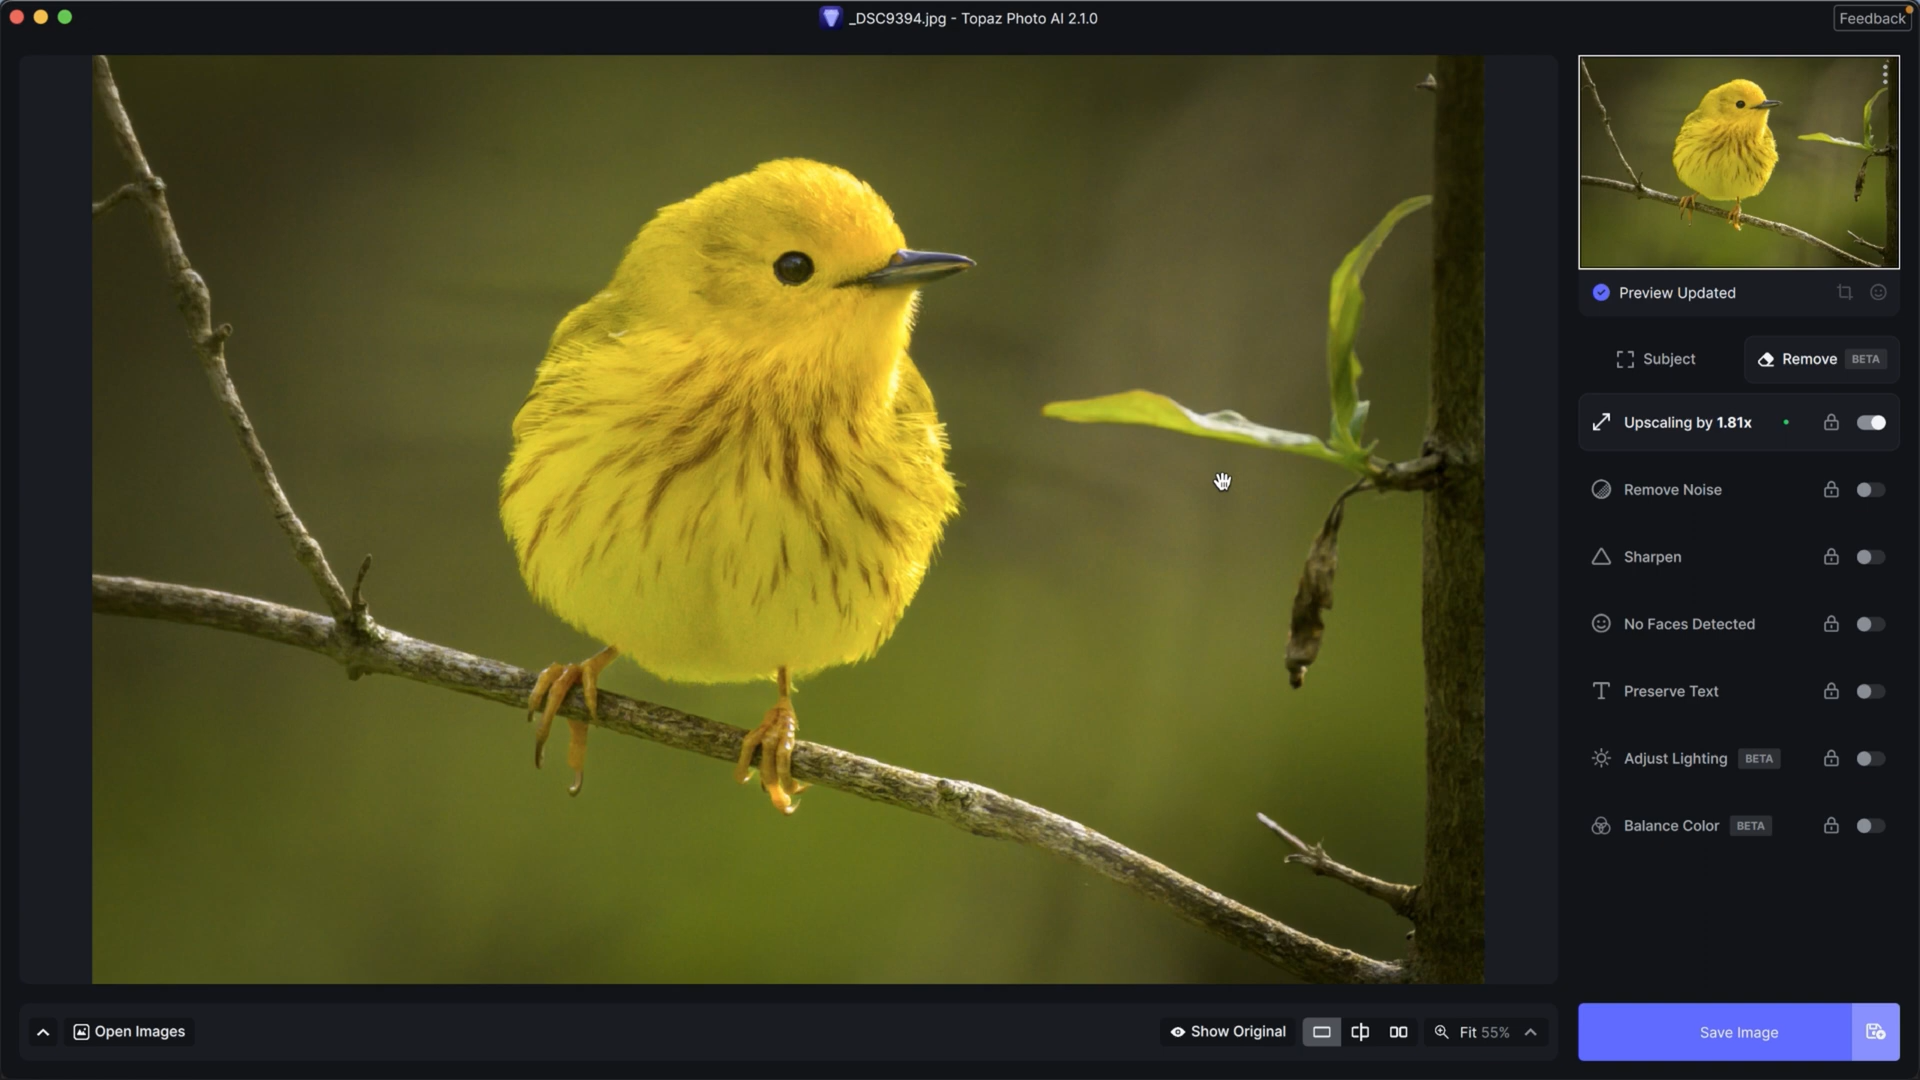 _DSC9394.jpg - Topaz Photo AI 2.1.0
Feedback
Preview Updated
Subject
Remove BETA
Upscaling by 1.81x
Remove Noise
Sharpen
No Faces Detected
Preserve Text
Adjust Lighting BETA
Balance Color BETA
Open Images
Show Original
Fit 55%
Save Image